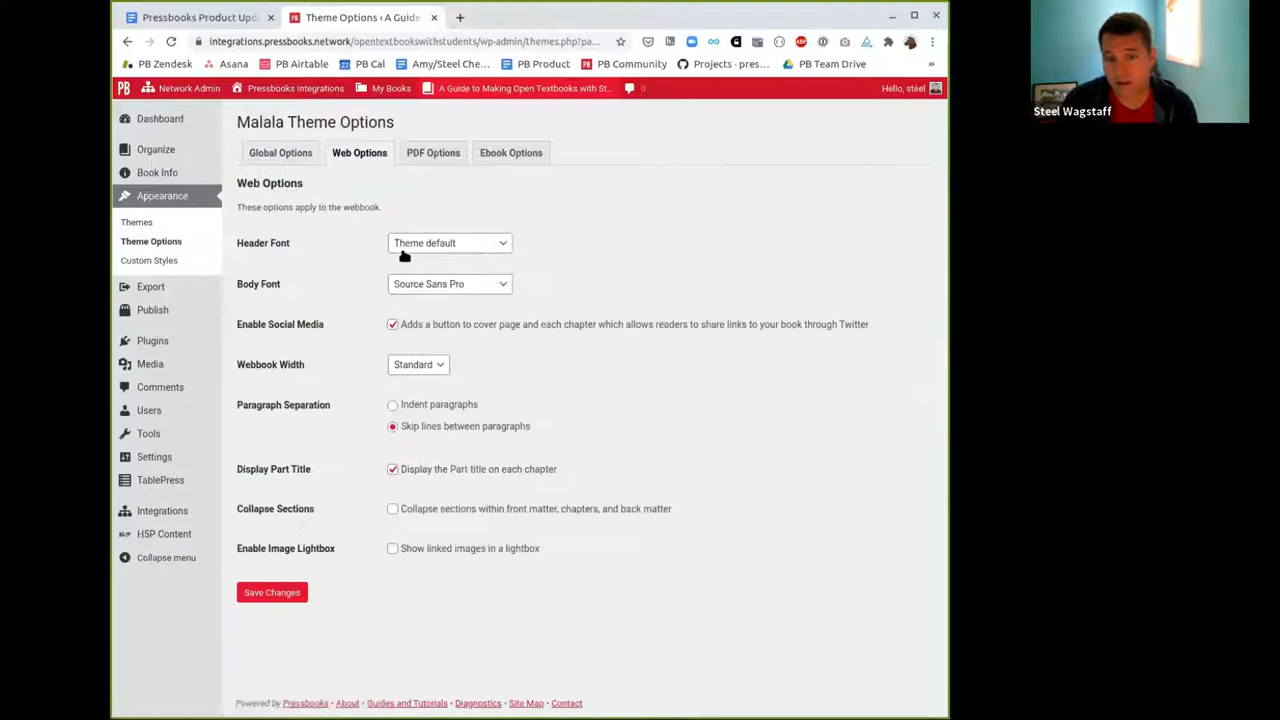 Pressbooks Product Upd
Theme Options ‹ A Guide
integrations.pressbooks.network/opentextbookswithstudents/wp-admin/themes.php?pa...
PB Zendesk
Asana
PB Airtable
PB Cal
Amy/Steel Che...
PB Product
PB Community
Projects · pres...
PB Team Drive
»
PB
Network Admin
Pressbooks Integrations
My Books
A Guide to Making Open Textbooks with St...
0
Hello, steel
Steel Wagstaff
Dashboard
Organize
Book Info
Appearance
Themes
Theme Options
Custom Styles
Export
Publish
Plugins
Media
Comments
Users
Tools
Settings
TablePress
Integrations
H5P Content
Collapse menu
Malala Theme Options
Global Options
Web Options
PDF Options
Ebook Options
Web Options
These options apply to the webbook.
Header Font
Theme default
Body Font
Source Sans Pro
Enable Social Media
Adds a button to cover page and each chapter which allows readers to share links to your book through Twitter
Webbook Width
Standard
Paragraph Separation
Indent paragraphs
Skip lines between paragraphs
Display Part Title
Display the Part title on each chapter
Collapse Sections
Collapse sections within front matter, chapters, and back matter
Enable Image Lightbox
Show linked images in a lightbox
Save Changes
Powered by Pressbooks • About • Guides and Tutorials • Diagnostics • Site Map • Contact